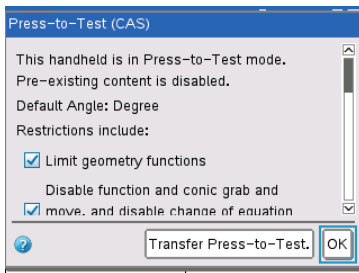 Press-to-Test (CAS)
This handheld is in Press-to-Test mode.
Pre-existing content is disabled.
Default Angle: Degree
Restrictions include:
Limit geometry functions
Disable function and conic grab and
move, and disable change of equation
?
Transfer Press-to-Test.
OK